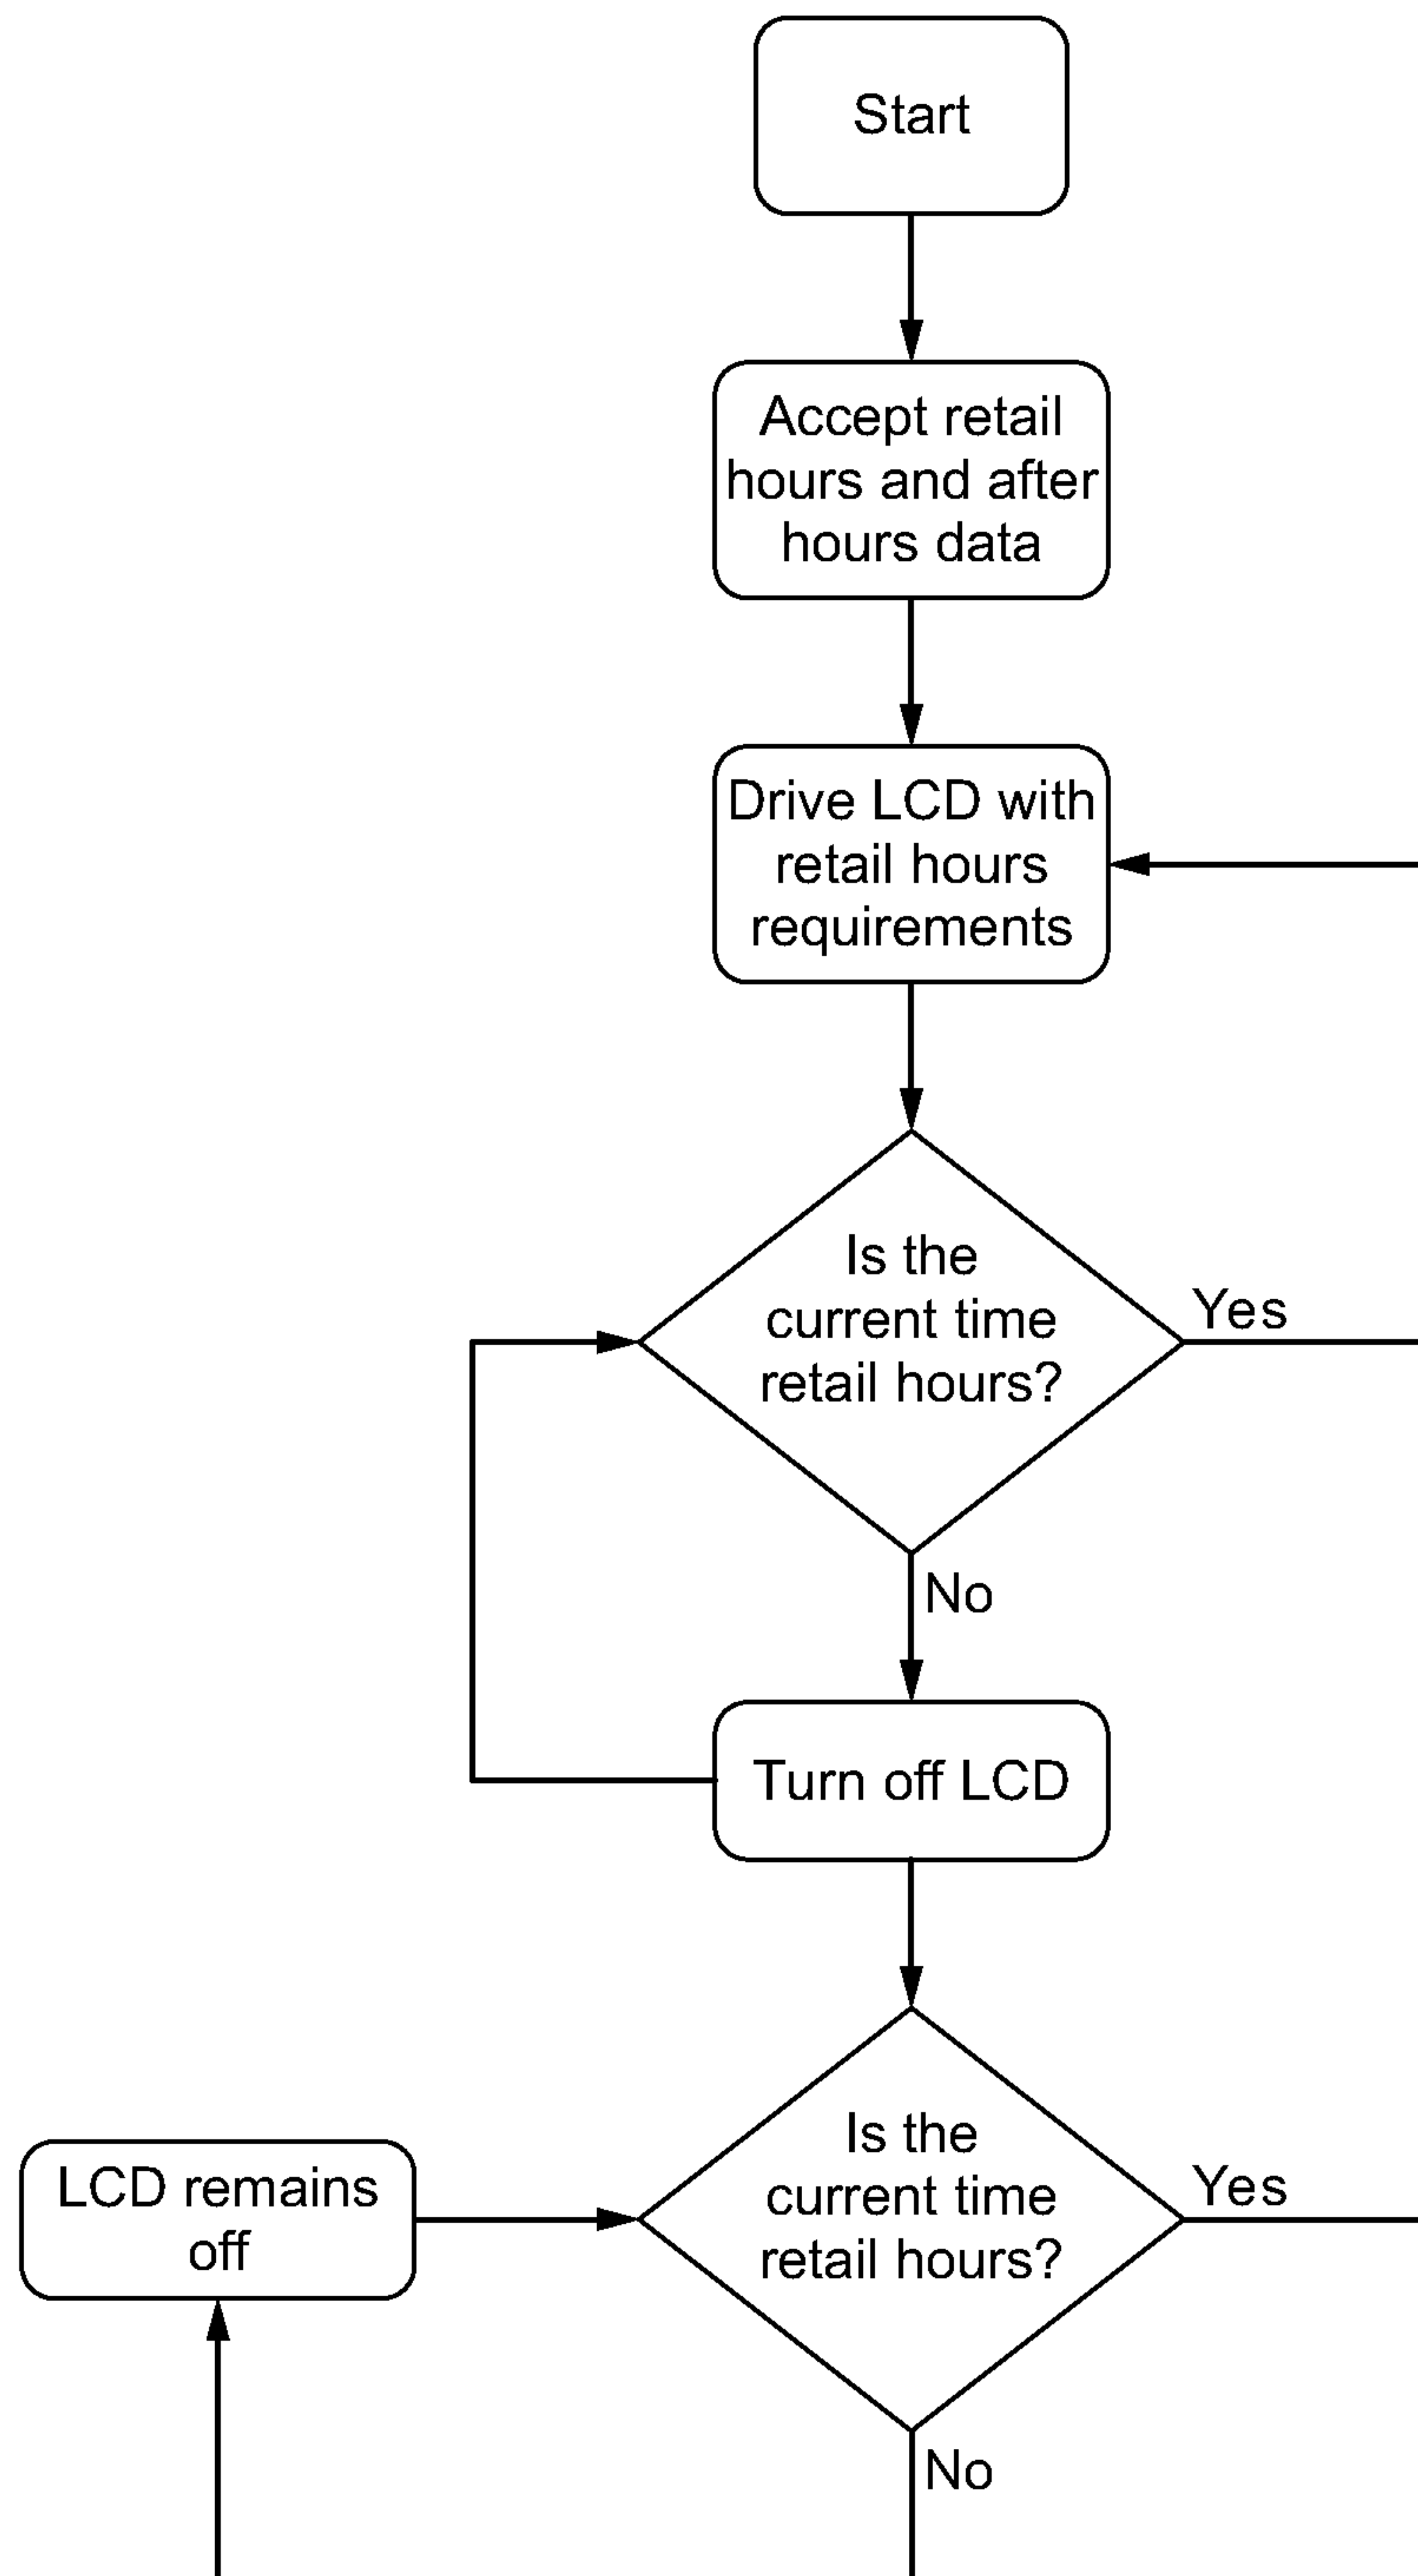 Start
Accept retail
hours and after
hours data
Drive LCD with
retail hours
requirements
Is the
current time
retail hours?
Yes
No
Turn off LCD
Is the
current time
retail hours?
Yes
LCD remains
off
No